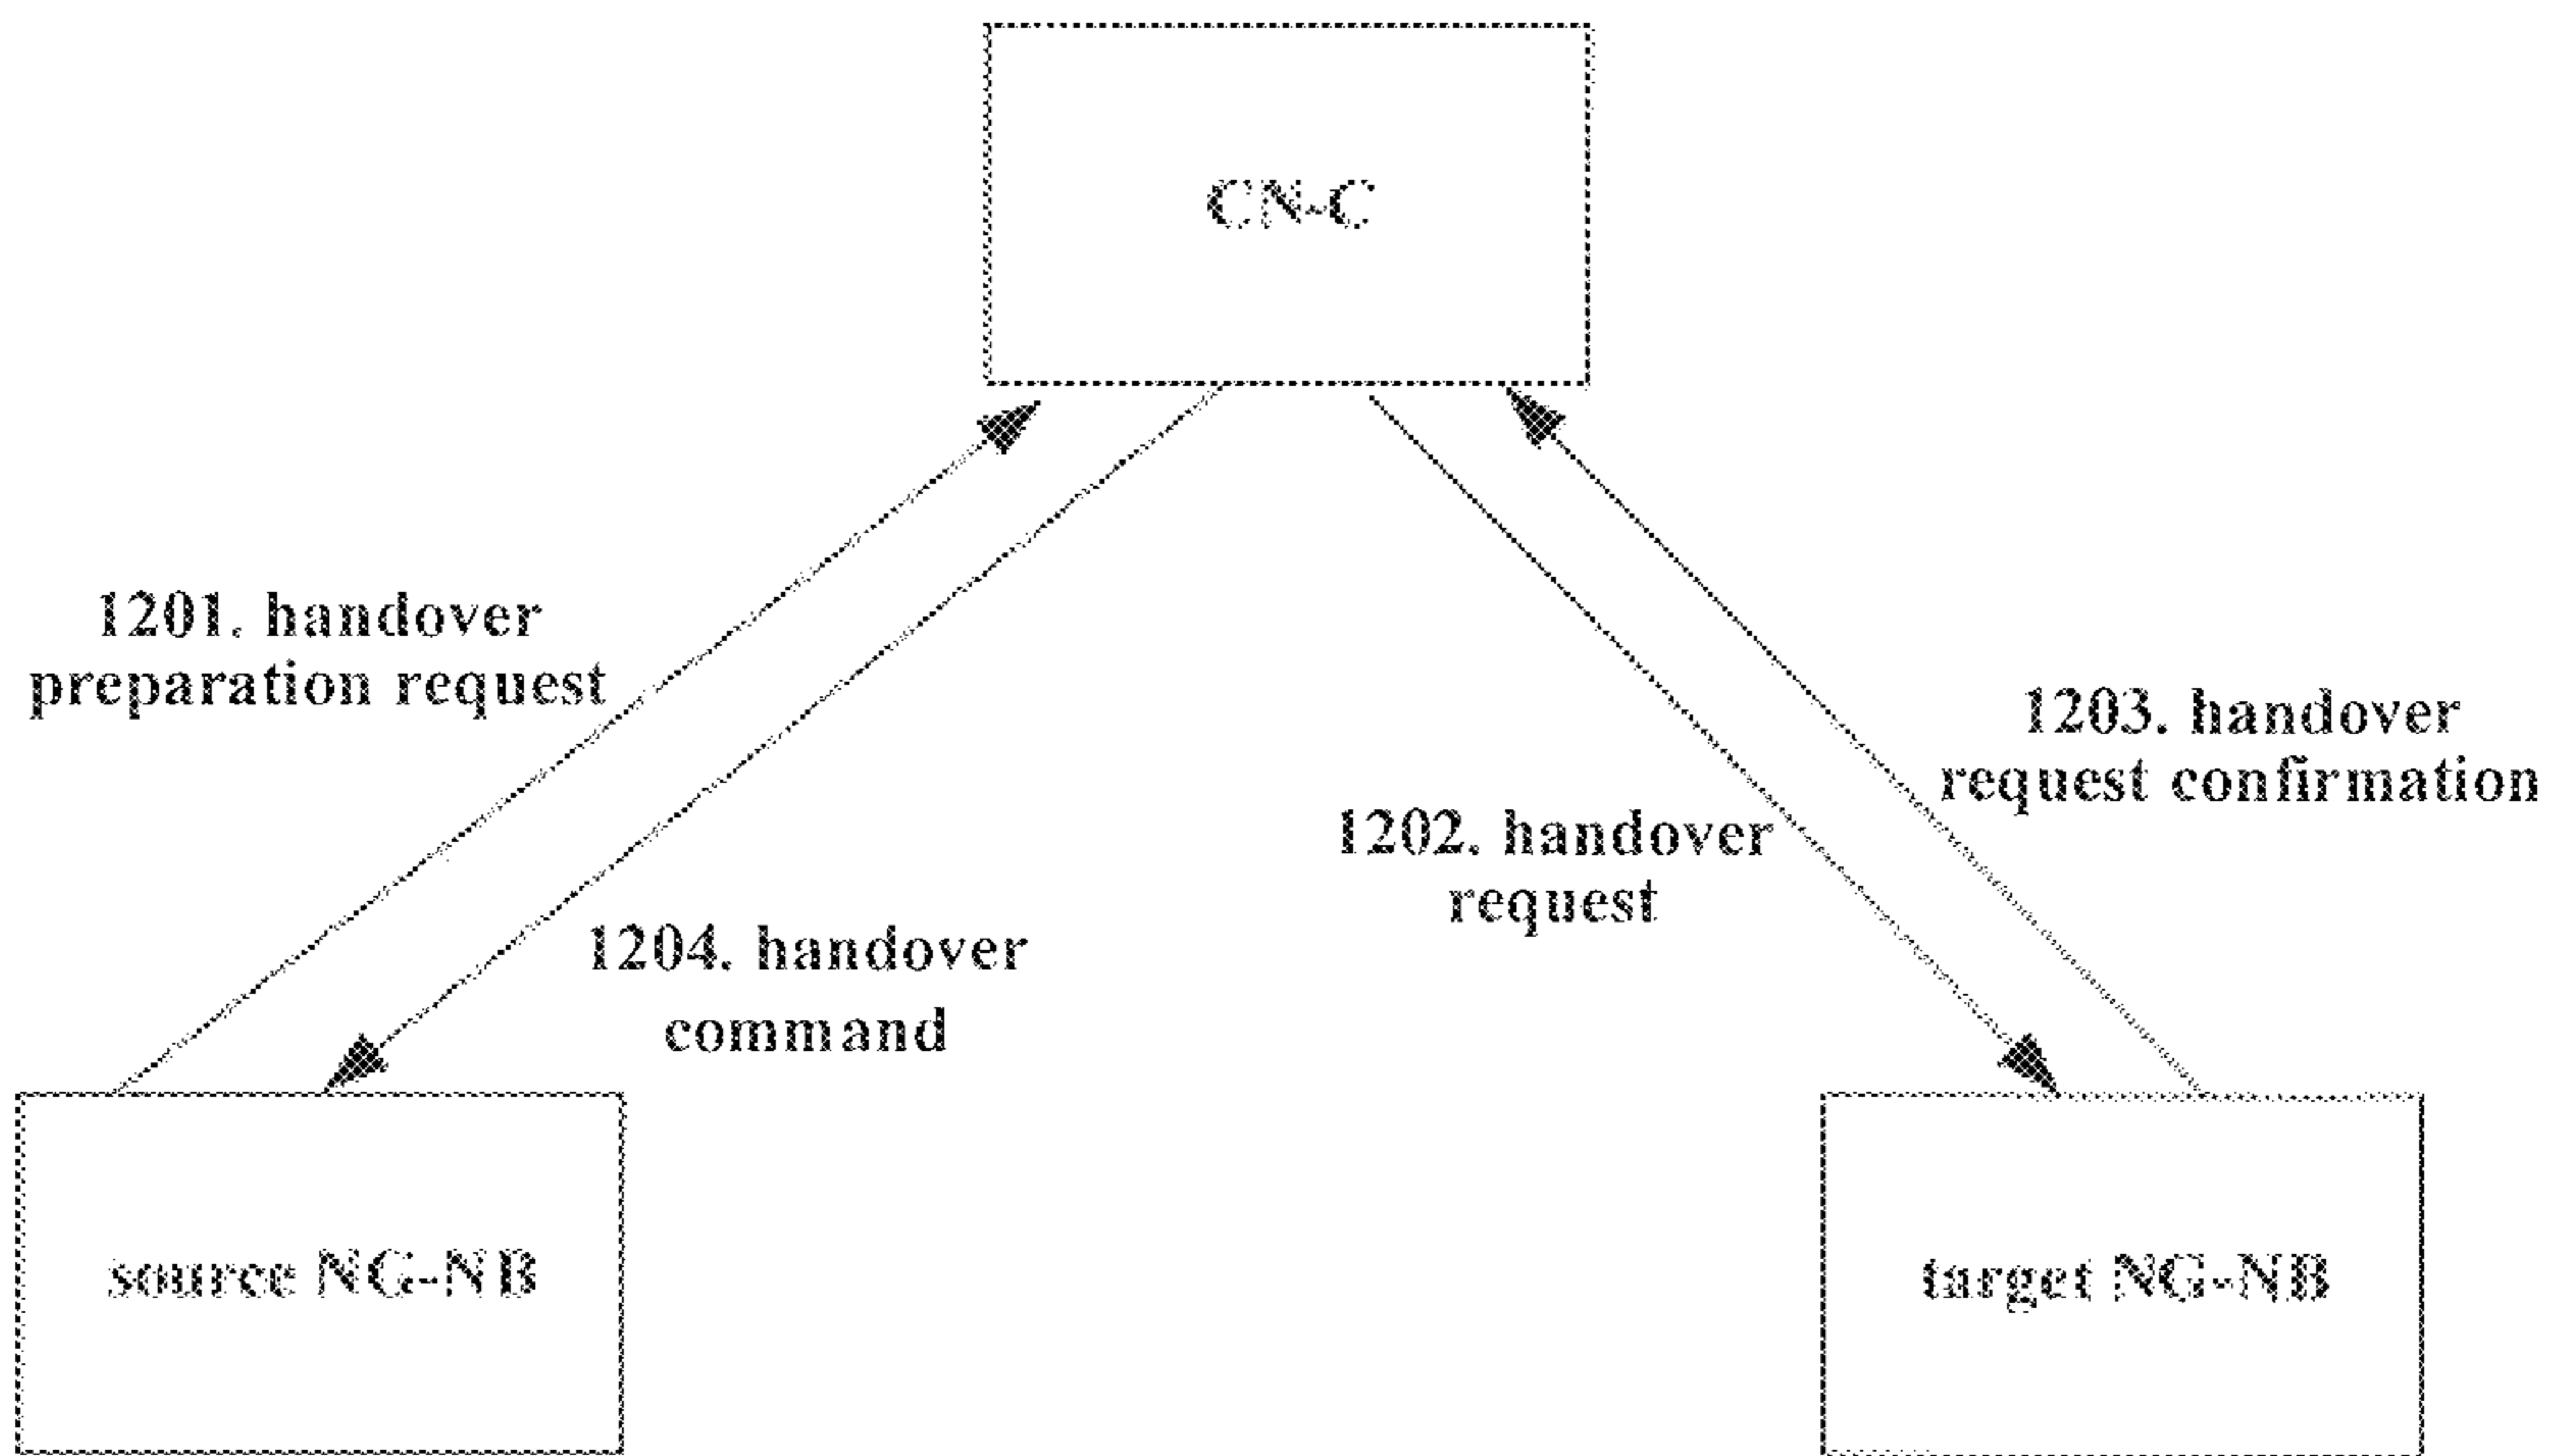 CN-C
1201. handover
preparation request
1203. handover
request confirmation
1202. handover
request
1204. handover
command
source NG-NB
target NG-NB